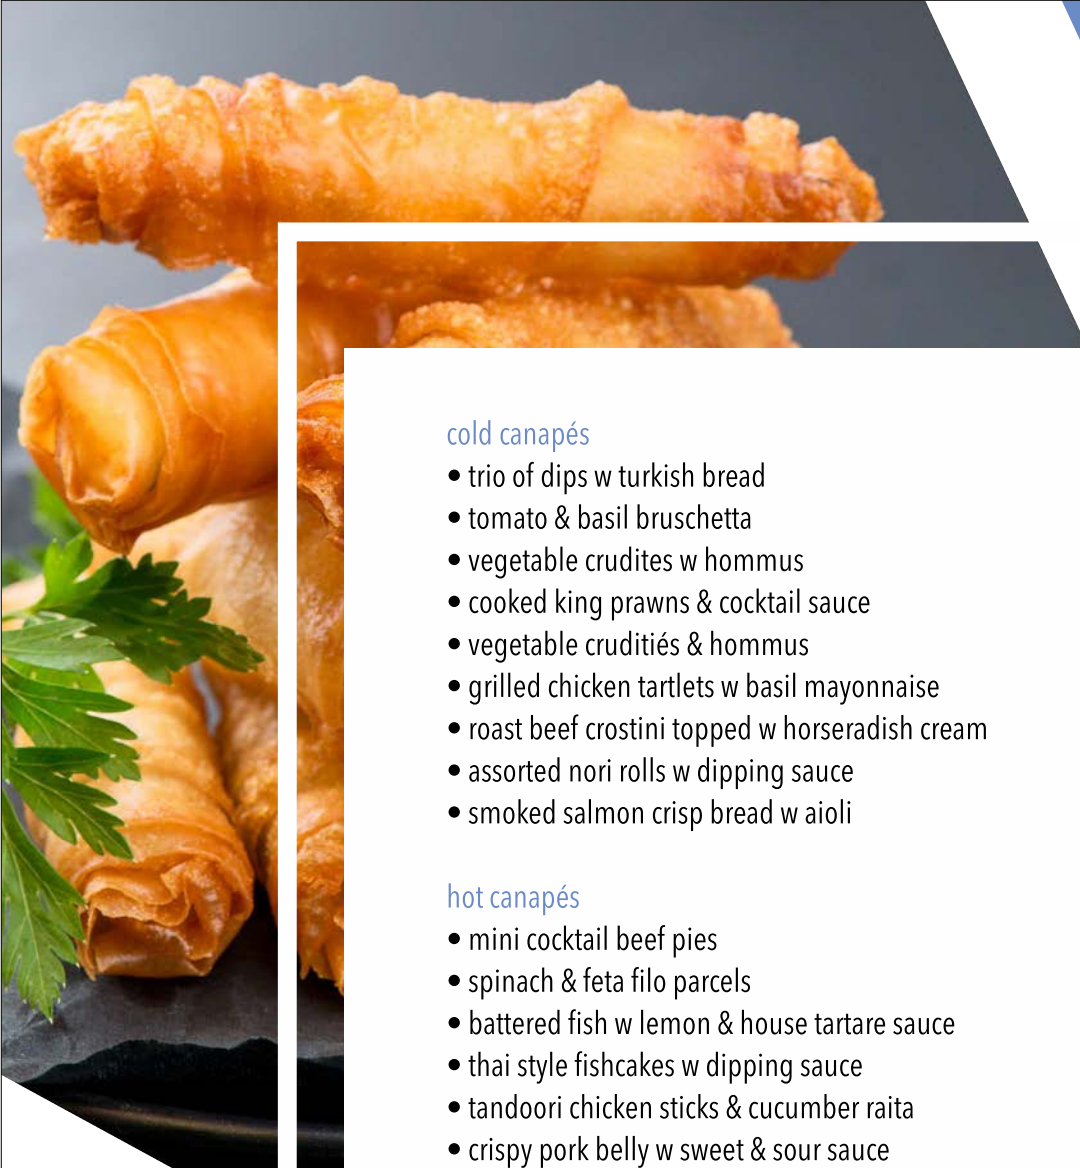 cold canapés
• trio of dips w turkish bread
• tomato & basil bruschetta
• vegetable crudites w hommus
• cooked king prawns & cocktail sauce
• vegetable cruditiés & hommus
• grilled chicken tartlets w basil mayonnaise
• roast beef crostini topped w horseradish cream
• assorted nori rolls w dipping sauce
• smoked salmon crisp bread w aioli
hot canapés
• mini cocktail beef pies
• spinach & feta filo parcels
• battered fish w lemon & house tartare sauce
• thai style fishcakes w dipping sauce
• tandoori chicken sticks & cucumber raita
• crispy pork belly w sweet & sour sauce